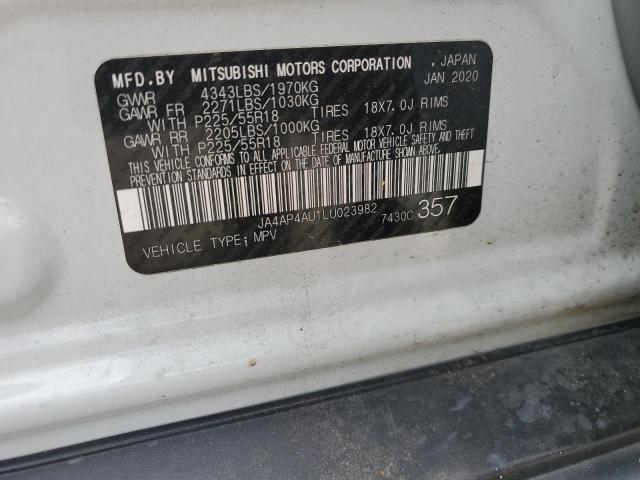 MFD.BY MITSUBISHI MOTORS CORPORATION , JAPAN
GVWR 4343LBS/1970KG JAN 2020
GAWR FR 2271LBS/1030KG
WITH P225/55R18 TIRES 18X7.0J RIMS
GAWR RR 2205LBS/1000KG
WITH P225/55R18 TIRES 18X7.0J RIMS
THIS VEHICLE CONFORMS TO ALL APPLICABLE FEDERAL MOTOR VEHICLE SAFETY AND THEFT
PREVENTION STANDARDS IN EFFECT ON THE DATE OF MANUFACTURE SHOWN ABOVE.
JA4AP4AU1LU023982 7430C 357
VEHICLE TYPE; MPV